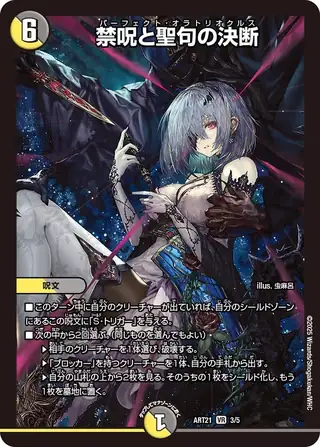 6
パーフェクト・オラトリオクルス
禁呪と聖句の決断
illus. 虫麻呂
呪文
■このターン中に自分のクリーチャーが出ていれば、自分のシールドゾーン
にあるこの呪文に「S・トリガー」を与える。
■次の中から2回選ぶ。(同じものを選んでもよい)
▶相手のクリーチャーを1体選び、破壊する。
▶「ブロッカー」を持つクリーチャーを1体、自分の手札から出す。
▶自分の山札の上から2枚を見る。そのうちの1枚をシールド化し、もう
1枚を墓地に置く。
©2025 Wizards/Shogakukan/WHC
1
ART21 VR 3/5